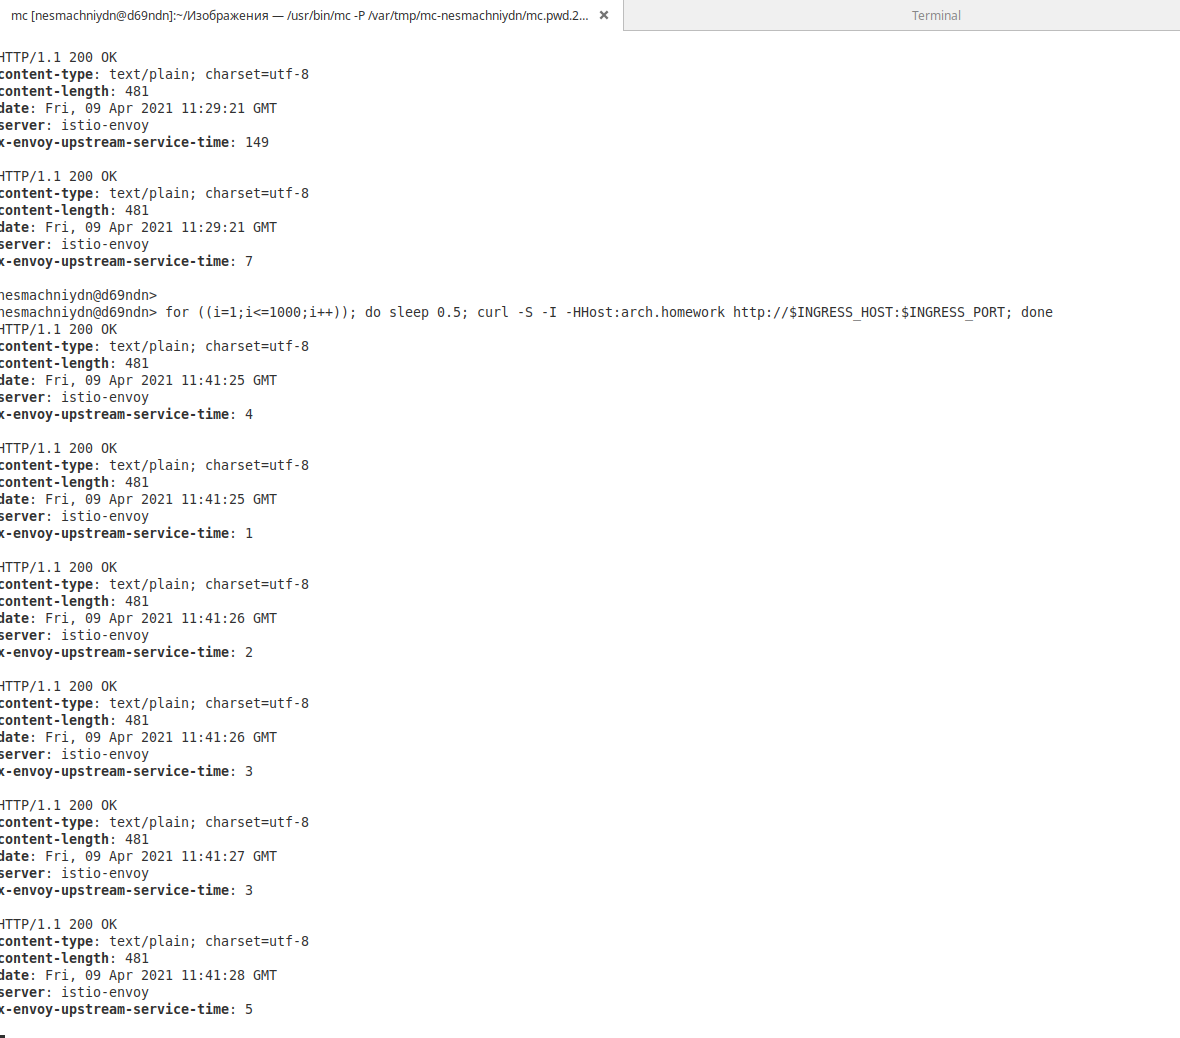 mc [nesmachniydn@d69ndn]:~/Изображения — /usr/bin/mc -P /var/tmp/mc-nesmachniydn/mc.pwd.2...
Terminal
HTTP/1.1 200 OK
content-type: text/plain; charset=utf-8
content-length: 481
date: Fri, 09 Apr 2021 11:29:21 GMT
server: istio-envoy
x-envoy-upstream-service-time: 149
HTTP/1.1 200 OK
content-type: text/plain; charset=utf-8
content-length: 481
date: Fri, 09 Apr 2021 11:29:21 GMT
server: istio-envoy
x-envoy-upstream-service-time: 7
nesmachniydn@d69ndn>
nesmachniydn@d69ndn> for ((i=1;i<=1000;i++)); do sleep 0.5; curl -S -I -HHost:arch.homework http://$INGRESS_HOST:$INGRESS_PORT; done
HTTP/1.1 200 OK
content-type: text/plain; charset=utf-8
content-length: 481
date: Fri, 09 Apr 2021 11:41:25 GMT
server: istio-envoy
x-envoy-upstream-service-time: 4
HTTP/1.1 200 OK
content-type: text/plain; charset=utf-8
content-length: 481
date: Fri, 09 Apr 2021 11:41:25 GMT
server: istio-envoy
x-envoy-upstream-service-time: 1
HTTP/1.1 200 OK
content-type: text/plain; charset=utf-8
content-length: 481
date: Fri, 09 Apr 2021 11:41:26 GMT
server: istio-envoy
x-envoy-upstream-service-time: 2
HTTP/1.1 200 OK
content-type: text/plain; charset=utf-8
content-length: 481
date: Fri, 09 Apr 2021 11:41:26 GMT
server: istio-envoy
x-envoy-upstream-service-time: 3
HTTP/1.1 200 OK
content-type: text/plain; charset=utf-8
content-length: 481
date: Fri, 09 Apr 2021 11:41:27 GMT
server: istio-envoy
x-envoy-upstream-service-time: 3
HTTP/1.1 200 OK
content-type: text/plain; charset=utf-8
content-length: 481
date: Fri, 09 Apr 2021 11:41:28 GMT
server: istio-envoy
x-envoy-upstream-service-time: 5